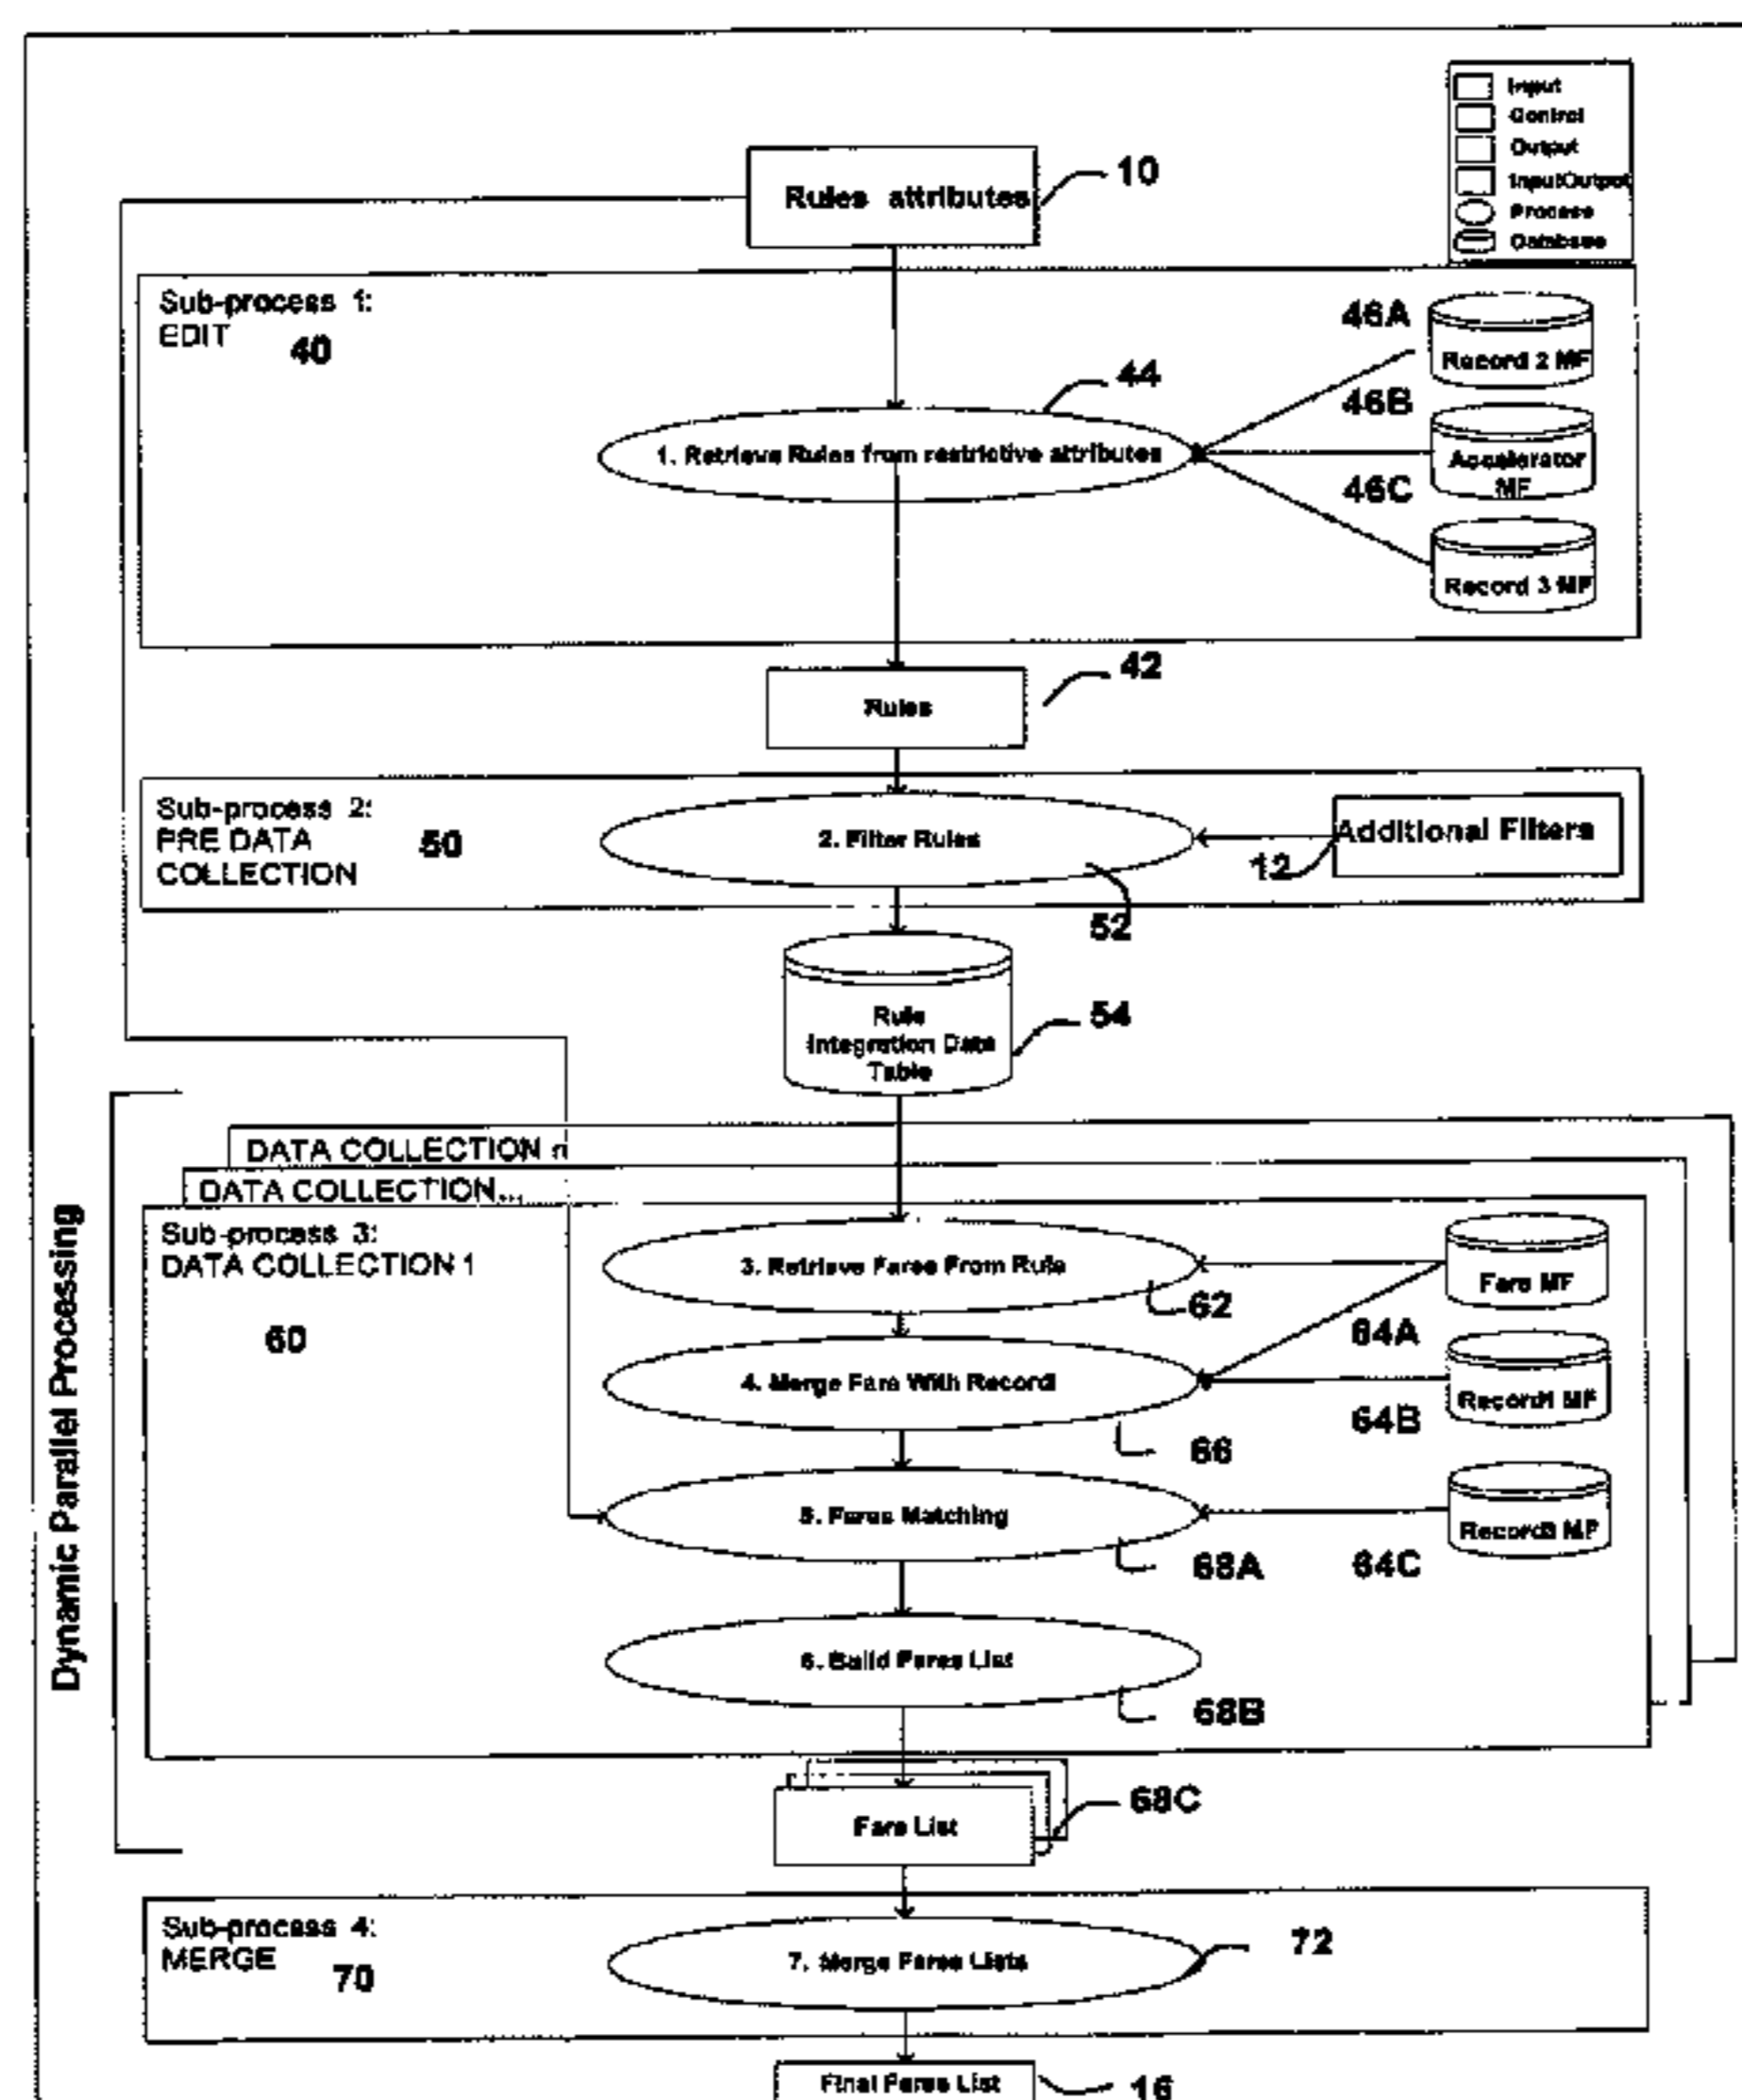 Input
Control
Output
Input/Output
Process
Database
Rules attributes
10
Sub-process 1:
EDIT
40
44
46A
Record 2 MF
46B
Accelerator
MF
46C
Record 3 MF
1. Retrieve Rules from restrictive attributes
42
Rules
Sub-process 2:
PRE DATA
COLLECTION
50
2. Filter Rules
Additional Filters
12
52
Rule
Integration Data
Table
54
DATA COLLECTION n
DATA COLLECTION...
Sub-process 3:
DATA COLLECTION 1
60
Dynamic Parallel Processing
3. Retrieve Fares From Rule
62
Fare MF
64A
4. Merge Fare With Record1
66
Record1 MF
64B
5. Fares Matching
68A
64C
6. Build Fares List
68B
Fare List
68C
Sub-process 4:
MERGE
70
7. Merge Fares Lists
72
Final Fares List
16